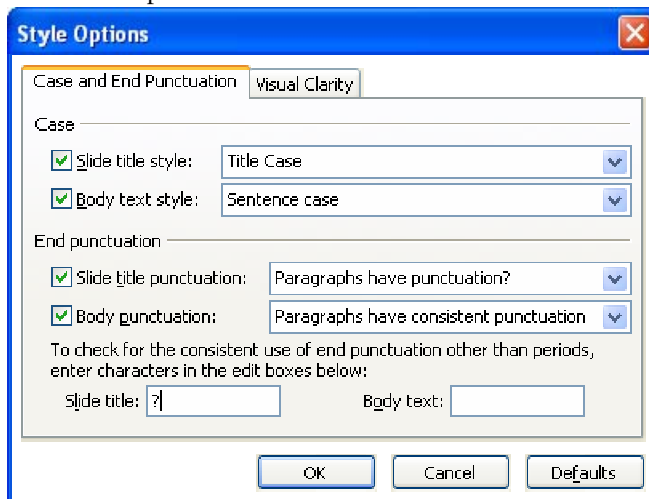 Style Options
Case and End Punctuation Visual Clarity
Case
Slide title style: Title Case
Body text style: Sentence case
End punctuation
Slide title punctuation: Paragraphs have punctuation?
Body punctuation: Paragraphs have consistent punctuation
To check for the consistent use of end punctuation other than periods,
enter characters in the edit boxes below:
Slide title: ? Body text:
OK Cancel Defaults